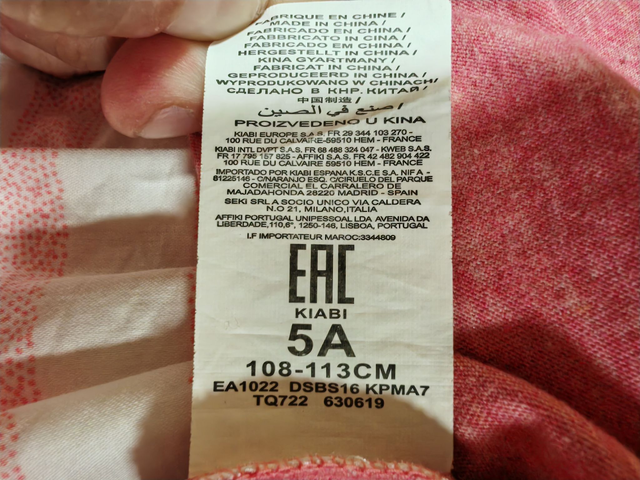 FABRIQUE EN CHINE /
MADE IN CHINA /
FABRICADO EN CHINA /
FABBRICATO IN CINA /
FABRICADO EM CHINA /
HERGESTELLT IN CHINA /
KINA GYARTMANY /
FABRICAT IN CHINA /
GEPRODUCEERD IN CHINA /
WYPRODUKOWANO W CHINACH /
СДЕЛАНО В КНР. КИТАЙ /
中国制造 /
صنع في الصين /
PROIZVEDENO U KINA
KIABI EUROPE S.A.S. FR 29 344 103 270 -
100 RUE DU CALVAIRE-59510 HEM - FRANCE
KIABI INTL DVPT S.A.S. FR 68 488 324 047 - KWEB S.A.S.
FR 17 795 157 825 - AFFIKI S.A.S. FR 42 482 904 422
100 RUE DU CALVAIRE 59510 HEM - FRANCE
IMPORTADO POR KIABI ESPANA K.S.C.E S.A. NIF A -
81225146 - C/NARANJO ESQ. C/CIRUELO DEL PARQUE
COMERCIAL EL CARRALERO DE
MAJADAHONDA 28220 MADRID - SPAIN
SEKI SRL A SOCIO UNICO VIA CALDERA
N.O 21, MILANO,ITALIA
AFFIKI PORTUGAL UNIPESSOAL LDA AVENIDA DA
LIBERDADE,110,6°, 1250-146, LISBOA, PORTUGAL
I.F IMPORTATEUR MAROC:3344809
EAC
KIABI
5A
108-113CM
EA1022 DSBS16 KPMA7
TQ722 630619